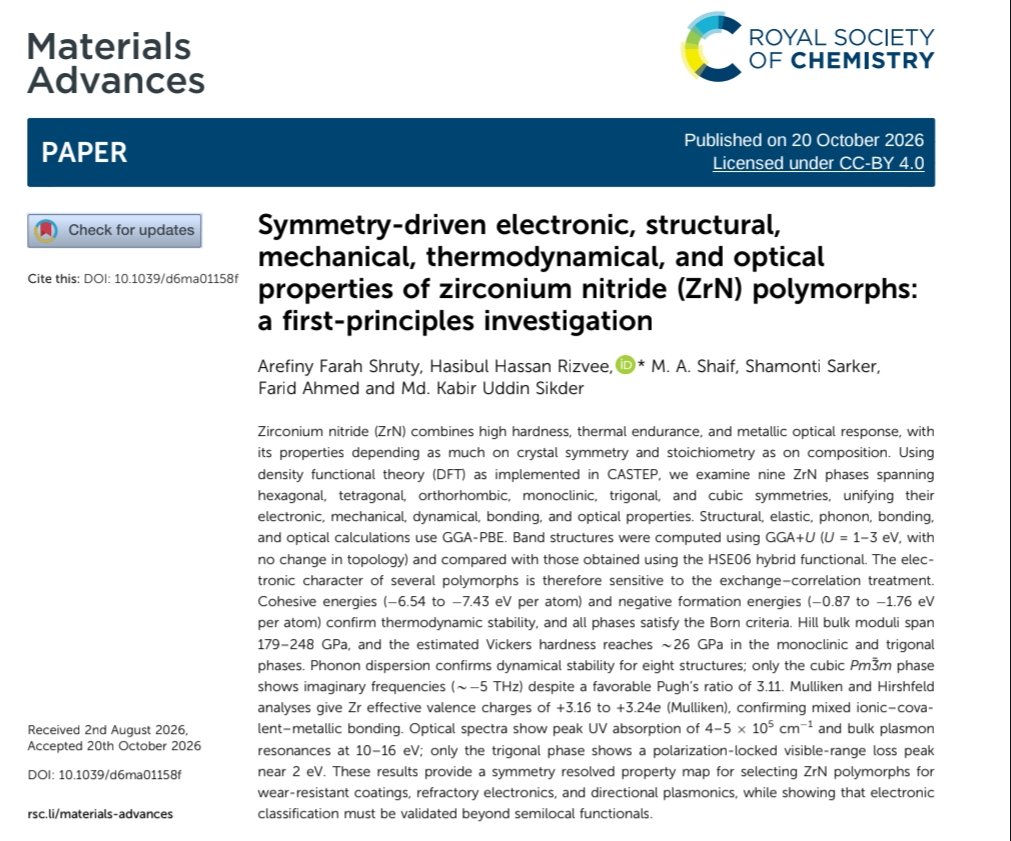 Materials
Advances
ROYAL SOCIETY
OF CHEMISTRY
PAPER
Published on 20 October 2026
Licensed under CC-BY 4.0
Check for updates
Cite this: DOI: 10.1039/d6ma01158f
Symmetry-driven electronic, structural,
mechanical, thermodynamical, and optical
properties of zirconium nitride (ZrN) polymorphs:
a first-principles investigation
Arefiny Farah Shruty, Hasibul Hassan Rizvee, iD * M. A. Shaif, Shamonti Sarker,
Farid Ahmed and Md. Kabir Uddin Sikder
Zirconium nitride (ZrN) combines high hardness, thermal endurance, and metallic optical response, with
its properties depending as much on crystal symmetry and stoichiometry as on composition. Using
density functional theory (DFT) as implemented in CASTEP, we examine nine ZrN phases spanning
hexagonal, tetragonal, orthorhombic, monoclinic, trigonal, and cubic symmetries, unifying their
electronic, mechanical, dynamical, bonding, and optical properties. Structural, elastic, phonon, bonding,
and optical calculations use GGA-PBE. Band structures were computed using GGA+U (U = 1–3 eV, with
no change in topology) and compared with those obtained using the HSE06 hybrid functional. The elec-
tronic character of several polymorphs is therefore sensitive to the exchange–correlation treatment.
Cohesive energies (−6.54 to −7.43 eV per atom) and negative formation energies (−0.87 to −1.76 eV
per atom) confirm thermodynamic stability, and all phases satisfy the Born criteria. Hill bulk moduli span
179–248 GPa, and the estimated Vickers hardness reaches ~26 GPa in the monoclinic and trigonal
phases. Phonon dispersion confirms dynamical stability for eight structures; only the cubic Pm3̄m phase
shows imaginary frequencies (~−5 THz) despite a favorable Pugh's ratio of 3.11. Mulliken and Hirshfeld
analyses give Zr effective valence charges of +3.16 to +3.24e (Mulliken), confirming mixed ionic–cova-
lent–metallic bonding. Optical spectra show peak UV absorption of 4–5 × 10⁵ cm⁻¹ and bulk plasmon
resonances at 10–16 eV; only the trigonal phase shows a polarization-locked visible-range loss peak
near 2 eV. These results provide a symmetry resolved property map for selecting ZrN polymorphs for
wear-resistant coatings, refractory electronics, and directional plasmonics, while showing that electronic
classification must be validated beyond semilocal functionals.
Received 2nd August 2026,
Accepted 20th October 2026
DOI: 10.1039/d6ma01158f
rsc.li/materials-advances